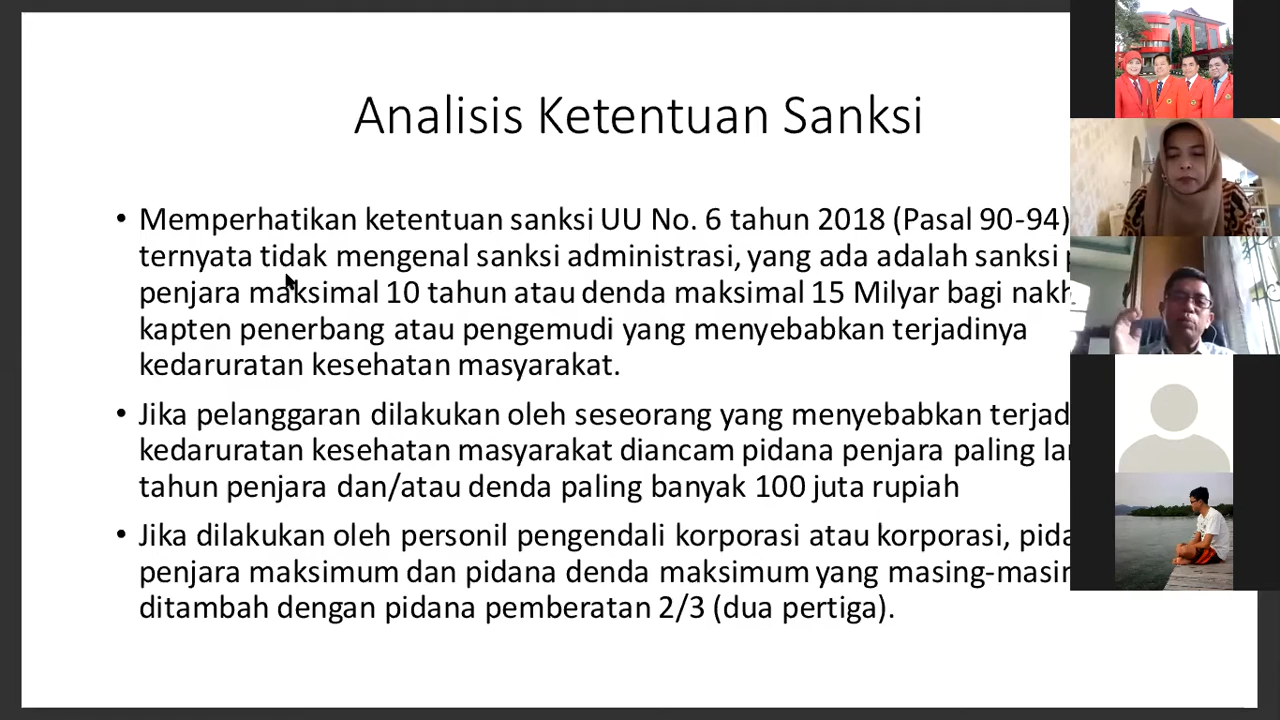 Analisis Ketentuan Sanksi
• Memperhatikan ketentuan sanksi UU No. 6 tahun 2018 (Pasal 90-94)
ternyata tidak mengenal sanksi administrasi, yang ada adalah sanksi
penjara maksimal 10 tahun atau denda maksimal 15 Milyar bagi
kapten penerbang atau pengemudi yang menyebabkan terjadinya
kedaruratan kesehatan masyarakat.
• Jika pelanggaran dilakukan oleh seseorang yang menyebabkan
kedaruratan kesehatan masyarakat diancam pidana penjara paling
tahun penjara dan/atau denda paling banyak 100 juta rupiah
• Jika dilakukan oleh personil pengendali korporasi atau korporasi,
penjara maksimum dan pidana denda maksimum yang
ditambah dengan pidana pemberatan 2/3 (dua pertiga).